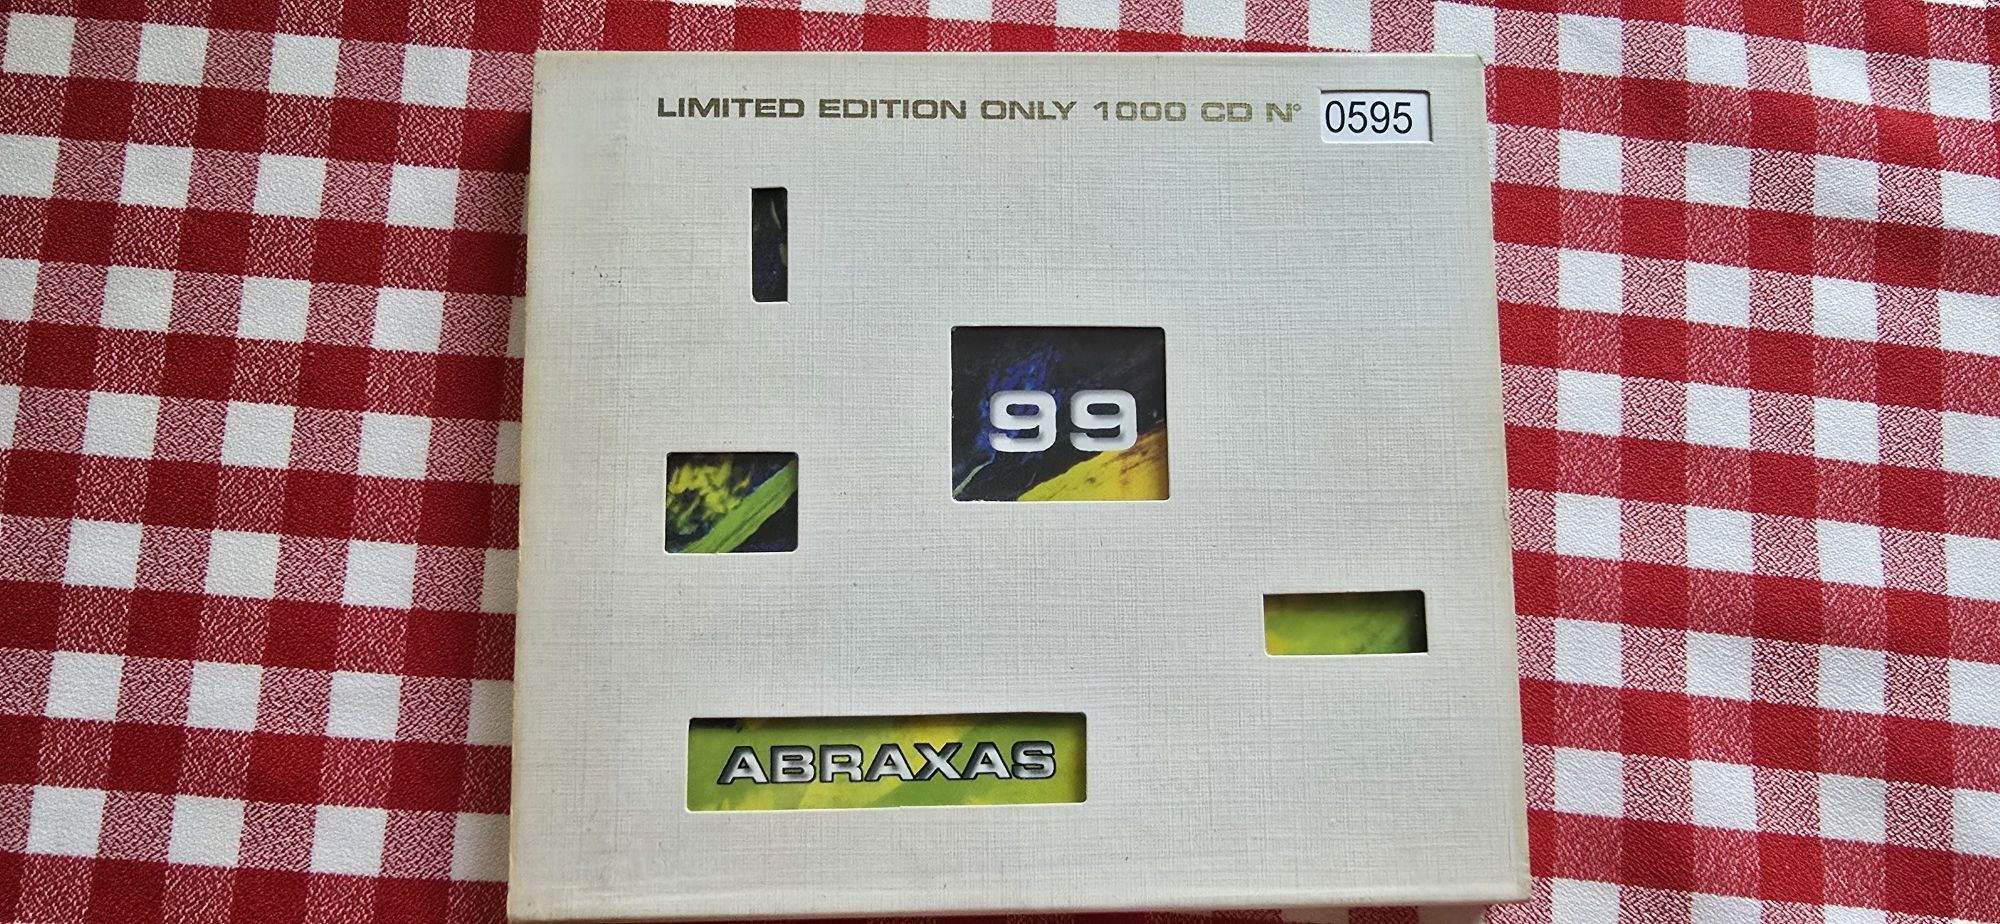 LIMITED EDITION ONLY 1000 CD N° 0595
99
ABRAXAS